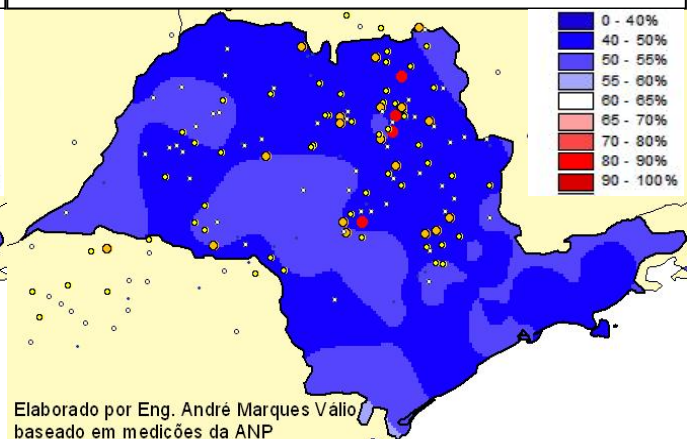 0 - 40%
40 - 50%
50 - 55%
55 - 60%
60 - 65%
65 - 70%
70 - 80%
80 - 90%
90 - 100%
Elaborado por Eng. André Marques Válio
baseado em medições da ANP